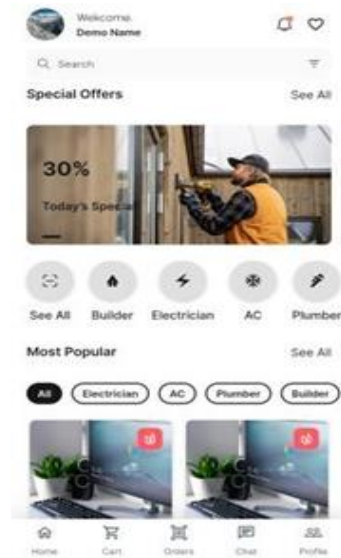 Welcome.
Demo Name
Search
Special Offers See All
30%
Today's Special
See All Builder Electrician AC Plumber
Most Popular See All
All Electrician AC Plumber Builder
Home Cart Orders Chat Profile